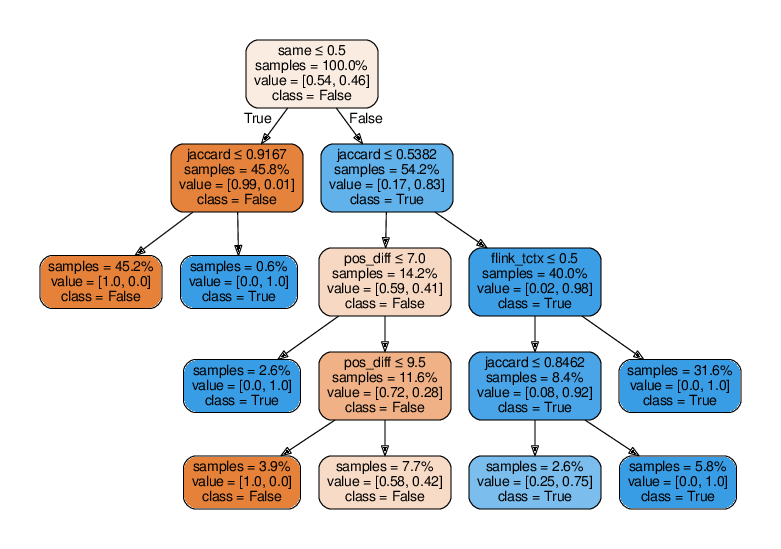 same ≤ 0.5
samples = 100.0%
value = [0.54, 0.46]
class = False
True
False
jaccard ≤ 0.9167
samples = 45.8%
value = [0.99, 0.01]
class = False
jaccard ≤ 0.5382
samples = 54.2%
value = [0.17, 0.83]
class = True
samples = 45.2%
value = [1.0, 0.0]
class = False
samples = 0.6%
value = [0.0, 1.0]
class = True
pos_diff ≤ 7.0
samples = 14.2%
value = [0.59, 0.41]
class = False
flink_tctx ≤ 0.5
samples = 40.0%
value = [0.02, 0.98]
class = True
samples = 2.6%
value = [0.0, 1.0]
class = True
pos_diff ≤ 9.5
samples = 11.6%
value = [0.72, 0.28]
class = False
jaccard ≤ 0.8462
samples = 8.4%
value = [0.08, 0.92]
class = True
samples = 31.6%
value = [0.0, 1.0]
class = True
samples = 3.9%
value = [1.0, 0.0]
class = False
samples = 7.7%
value = [0.58, 0.42]
class = False
samples = 2.6%
value = [0.25, 0.75]
class = True
samples = 5.8%
value = [0.0, 1.0]
class = True